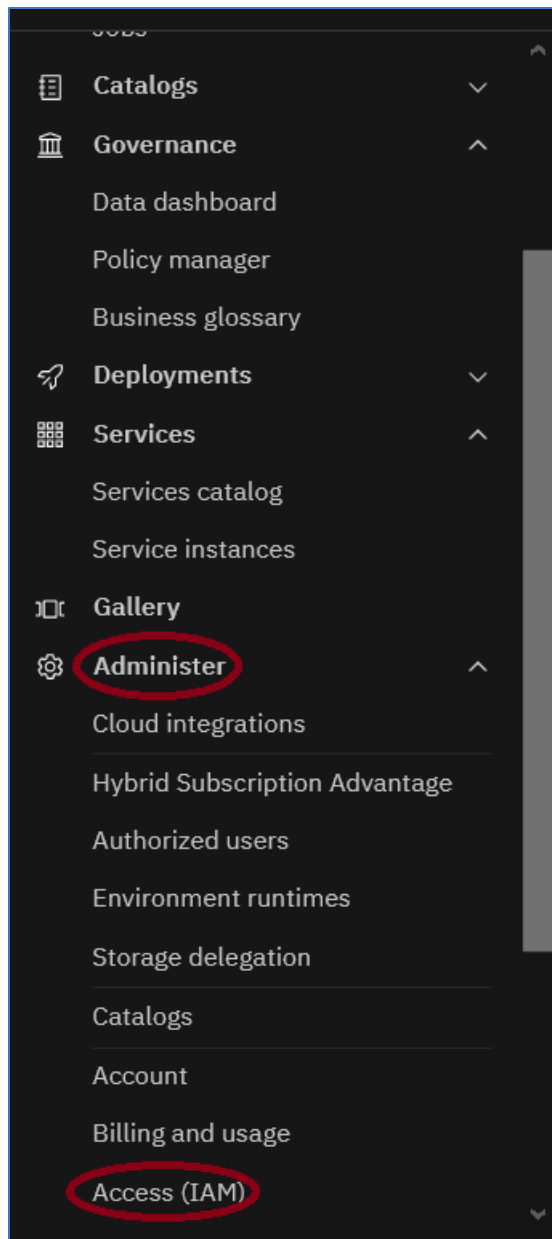 Catalogs
Governance
Data dashboard
Policy manager
Business glossary
Deployments
Services
Services catalog
Service instances
Gallery
Administer
Cloud integrations
Hybrid Subscription Advantage
Authorized users
Environment runtimes
Storage delegation
Catalogs
Account
Billing and usage
Access (IAM)